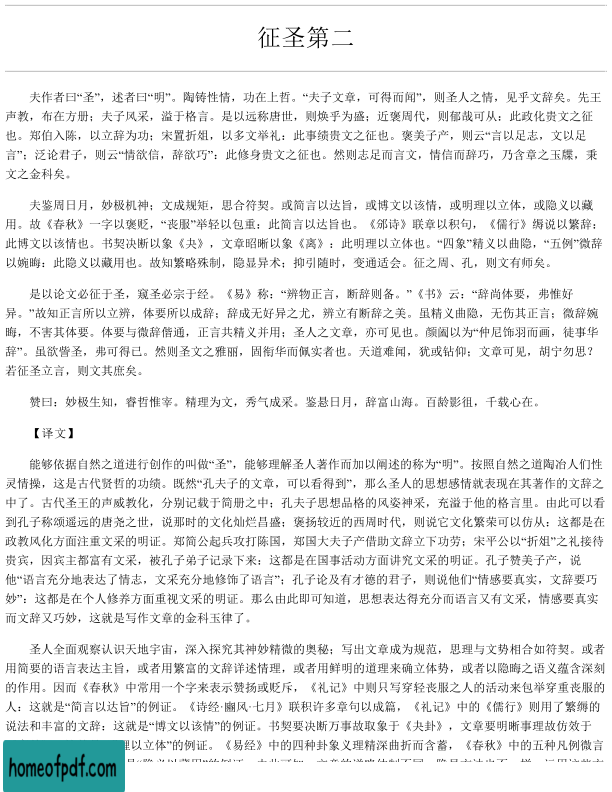 征圣第二
夫作者曰“圣”，述者曰“明”。陶铸性情，功在上哲。“夫子文章，可得而闻”，则圣人之情，见乎文辞矣。先王
声教，布在方册；夫子风采，溢于格言。是以远称唐世，则焕乎为盛；近褒周代，则郁哉可从：此政化贵文之征
也。郑伯入陈，以立辞为功；宋置折俎，以多文举礼：此事绩贵文之征也。褒美子产，则云“言以足志，文以足
言”；泛论君子，则云“情欲信，辞欲巧”：此修身贵文之征也。然则志足而言文，情信而辞巧，乃含章之玉牒，秉
文之金科矣。
夫鉴周日月，妙极机神；文成规矩，思合符契。或简言以达旨，或博文以该情，或明理以立体，或隐义以藏
用。故《春秋》一字以褒贬，“丧服”举轻以包重：此简言以达旨也。《邠诗》联章以积句，《儒行》缛说以繁辞：
此博文以该情也。书契决断以象《夬》，文章昭晰以象《离》：此明理以立体也。“四象”精义以曲隐，“五例”微辞
以婉晦：此隐义以藏用也。故知繁略殊制，隐显异术；抑引随时，变通适会。征之周、孔，则文有师矣。
是以论文必征于圣，窥圣必宗于经。《易》称：“辨物正言，断辞则备。”《书》云：“辞尚体要，弗惟好
异。”故知正言所以立辨，体要所以成辞；辞成无好异之尤，辨立有断辞之美。虽精义曲隐，无伤其正言；微辞婉
晦，不害其体要。体要与微辞偕通，正言共精义并用；圣人之文章，亦可见也。颜阖以为“仲尼饰羽而画，徒事华
辞”。虽欲訾圣，弗可得已。然则圣文之雅丽，固衔华而佩实者也。天道难闻，犹或钻仰；文章可见，胡宁勿思？
若征圣立言，则文其庶矣。
赞曰：妙极生知，睿哲惟宰。精理为文，秀气成采。鉴悬日月，辞富山海。百龄影徂，千载心在。
【译文】
能够依据自然之道进行创作的叫做“圣”，能够理解圣人著作而加以阐述的称为“明”。按照自然之道陶冶人们性
灵情操，这是古代贤哲的功绩。既然“孔夫子的文章，可以看得到”，那么圣人的思想感情就表现在其著作的文辞之
中了。古代圣王的声威教化，分别记载于简册之中；孔夫子思想品格的风姿神采，充溢于他的格言里。由此可以看
到孔子称颂遥远的唐尧之世，说那时的文化灿烂昌盛；褒扬较近的西周时代，则说它文化繁荣可以仿从；这都是在
政教风化方面注重文采的明证。郑简公起兵攻打陈国，郑国大夫子产借助文辞立下功劳；宋平公以“折俎”之礼接待
贵宾，因宾主都富有文采，被孔子弟子记录下来：这都是在国事活动方面讲究文采的明证。孔子赞美子产，说
他“语言充分地表达了情志，文采充分地修饰了语言”；孔子论及有才德的君子，则说他们“情感要真实，文辞要巧
妙”：这都是在个人修养方面重视文采的明证。那么由此即可知道，思想表达得充分而语言又有文采，情感要真实
而文辞又巧妙，这就是写作文章的金科玉律了。
圣人全面观察认识天地宇宙，深入探究其神妙精微的奥秘；写出文章成为规范，思理与文势相合如符契。或者
用简要的语言表达主旨，或者用繁富的文辞详述情理，或者用鲜明的道理来确立体势，或者以隐晦之语义蕴含深刻
的作用。因而《春秋》中常用一个字来表示赞扬或贬斥，《礼记》中则只写穿轻丧服之人的活动来包举穿重丧服的
人：这就是“简言以达旨”的例证。《诗经·豳风·七月》联积许多章句以成篇，《礼记》中的《儒行》则用了繁缛的
说法和丰富的文辞：这就是“博文以该情”的例证。书契要决断万事故取象于《夬卦》，文章要明晰事理故仿效于
理以立体”的例证。《易经》中的四种卦象义理精深曲折而含蓄，《春秋》中的五种凡例微言
homeofpdf.com